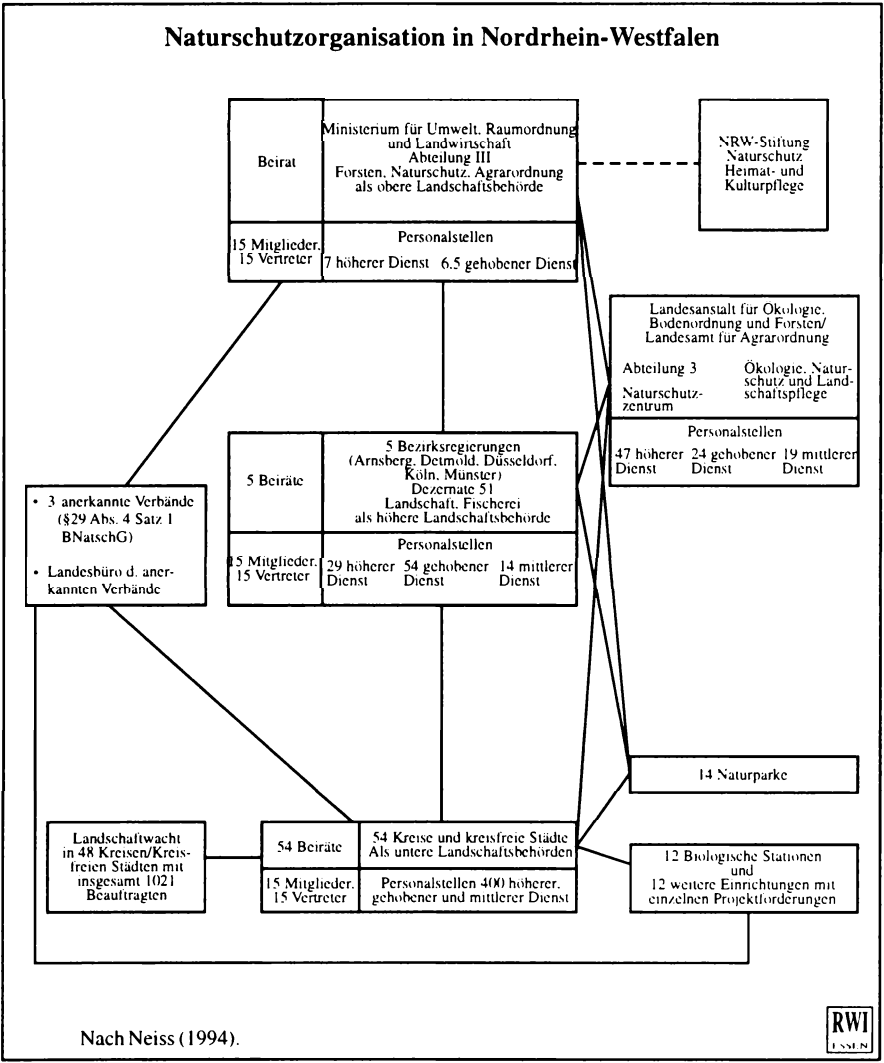 Naturschutzorganisation in Nordrhein-Westfalen
Beirat
Ministerium für Umwelt, Raumordnung
und Landwirtschaft
Abteilung III
Forsten, Naturschutz, Agrarordnung
als obere Landschaftsbehörde
15 Mitglieder,
15 Vertreter
Personalstellen
7 höherer Dienst 6.5 gehobener Dienst
NRW-Stiftung
Naturschutz
Heimat- und
Kulturpflege
Landesanstalt für Ökologie,
Bodenordnung und Forsten/
Landesamt für Agrarordnung
Abteilung 3
Naturschutz-
zentrum
Ökologie, Natur-
schutz und Land-
schaftspflege
Personalstellen
47 höherer 24 gehobener 19 mittlerer
Dienst Dienst Dienst
5 Beiräte
5 Bezirksregierungen
(Arnsberg, Detmold, Düsseldorf,
Köln, Münster)
Dezernate 51
Landschaft, Fischerei
als höhere Landschaftsbehörde
15 Mitglieder,
15 Vertreter
Personalstellen
29 höherer 54 gehobener 14 mittlerer
Dienst Dienst Dienst
• 3 anerkannte Verbände
(§29 Abs. 4 Satz 1
BNatschG)
• Landesbüro d. aner-
kannten Verbände
14 Naturparke
Landschaftwacht
in 48 Kreisen/Kreis-
freien Städten mit
insgesamt 1021
Beauftragten
54 Beiräte
54 Kreise und kreisfreie Städte
Als untere Landschaftsbehörden
15 Mitglieder,
15 Vertreter
Personalstellen 400 höherer,
gehobener und mittlerer Dienst
12 Biologische Stationen
und
12 weitere Einrichtungen mit
einzelnen Projektförderungen
Nach Neiss (1994).
RWI
ESSEN